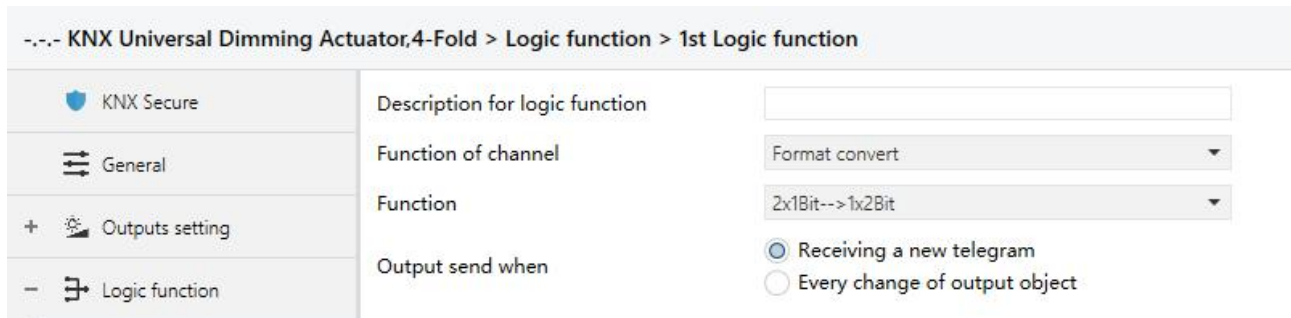 -.-.- KNX Universal Dimming Actuator,4-Fold > Logic function > 1st Logic function
KNX Secure
General
+ Outputs setting
− Logic function
Description for logic function
Function of channel
Format convert
Function
2x1Bit-->1x2Bit
Output send when
Receiving a new telegram
Every change of output object